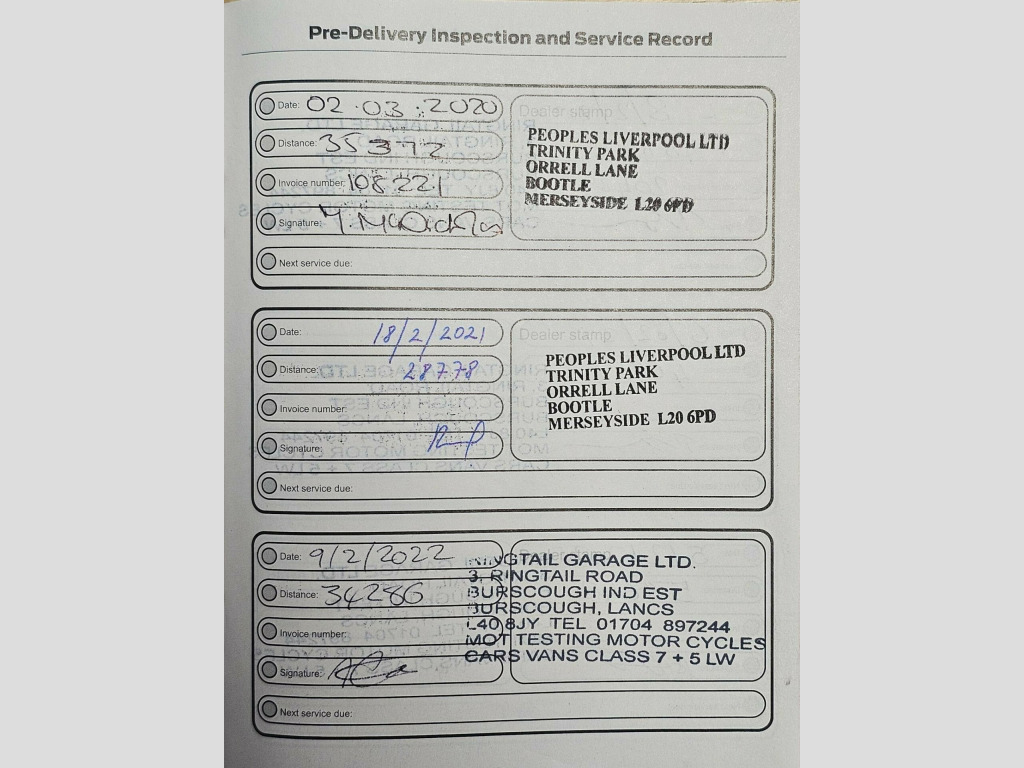 Pre-Delivery Inspection and Service Record
Date: 02.03.2020
Distance: 35372
Invoice number: 108221
Signature:
Next service due:
Dealer stamp
PEOPLES LIVERPOOL LTD
TRINITY PARK
ORRELL LANE
BOOTLE
MERSEYSIDE L20 6PD
Date: 18/2/2021
Distance: 28778
Invoice number:
Signature:
Next service due:
Dealer stamp
PEOPLES LIVERPOOL LTD
TRINITY PARK
ORRELL LANE
BOOTLE
MERSEYSIDE L20 6PD
Date: 9/2/2022
Distance: 34286
Invoice number:
Signature:
Next service due:
Dealer stamp
RINGTAIL GARAGE LTD.
3, RINGTAIL ROAD
BURSCOUGH IND EST
BURSCOUGH, LANCS
L40 8JY TEL 01704 897244
MOT TESTING MOTOR CYCLES
CARS VANS CLASS 7 + 5 LW